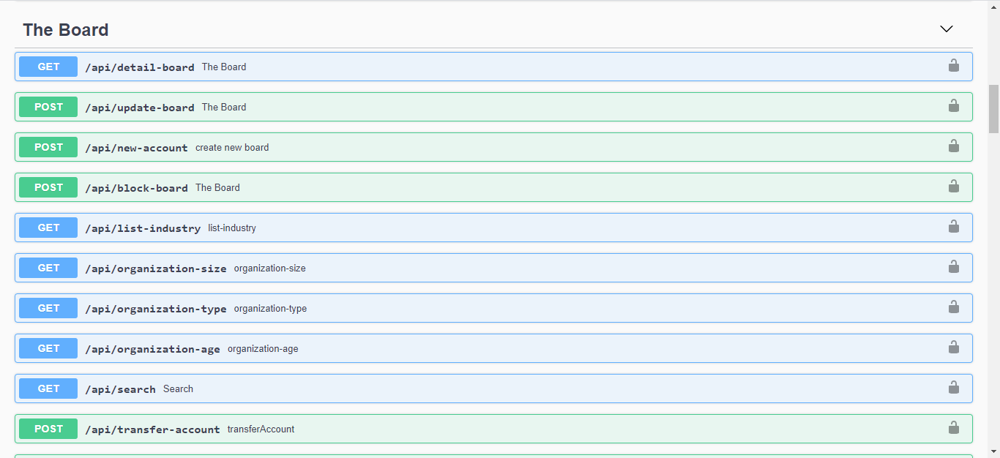 The Board
GET /api/detail-board The Board
POST /api/update-board The Board
POST /api/new-account create new board
POST /api/block-board The Board
GET /api/list-industry list-industry
GET /api/organization-size organization-size
GET /api/organization-type organization-type
GET /api/organization-age organization-age
GET /api/search Search
POST /api/transfer-account transferAccount